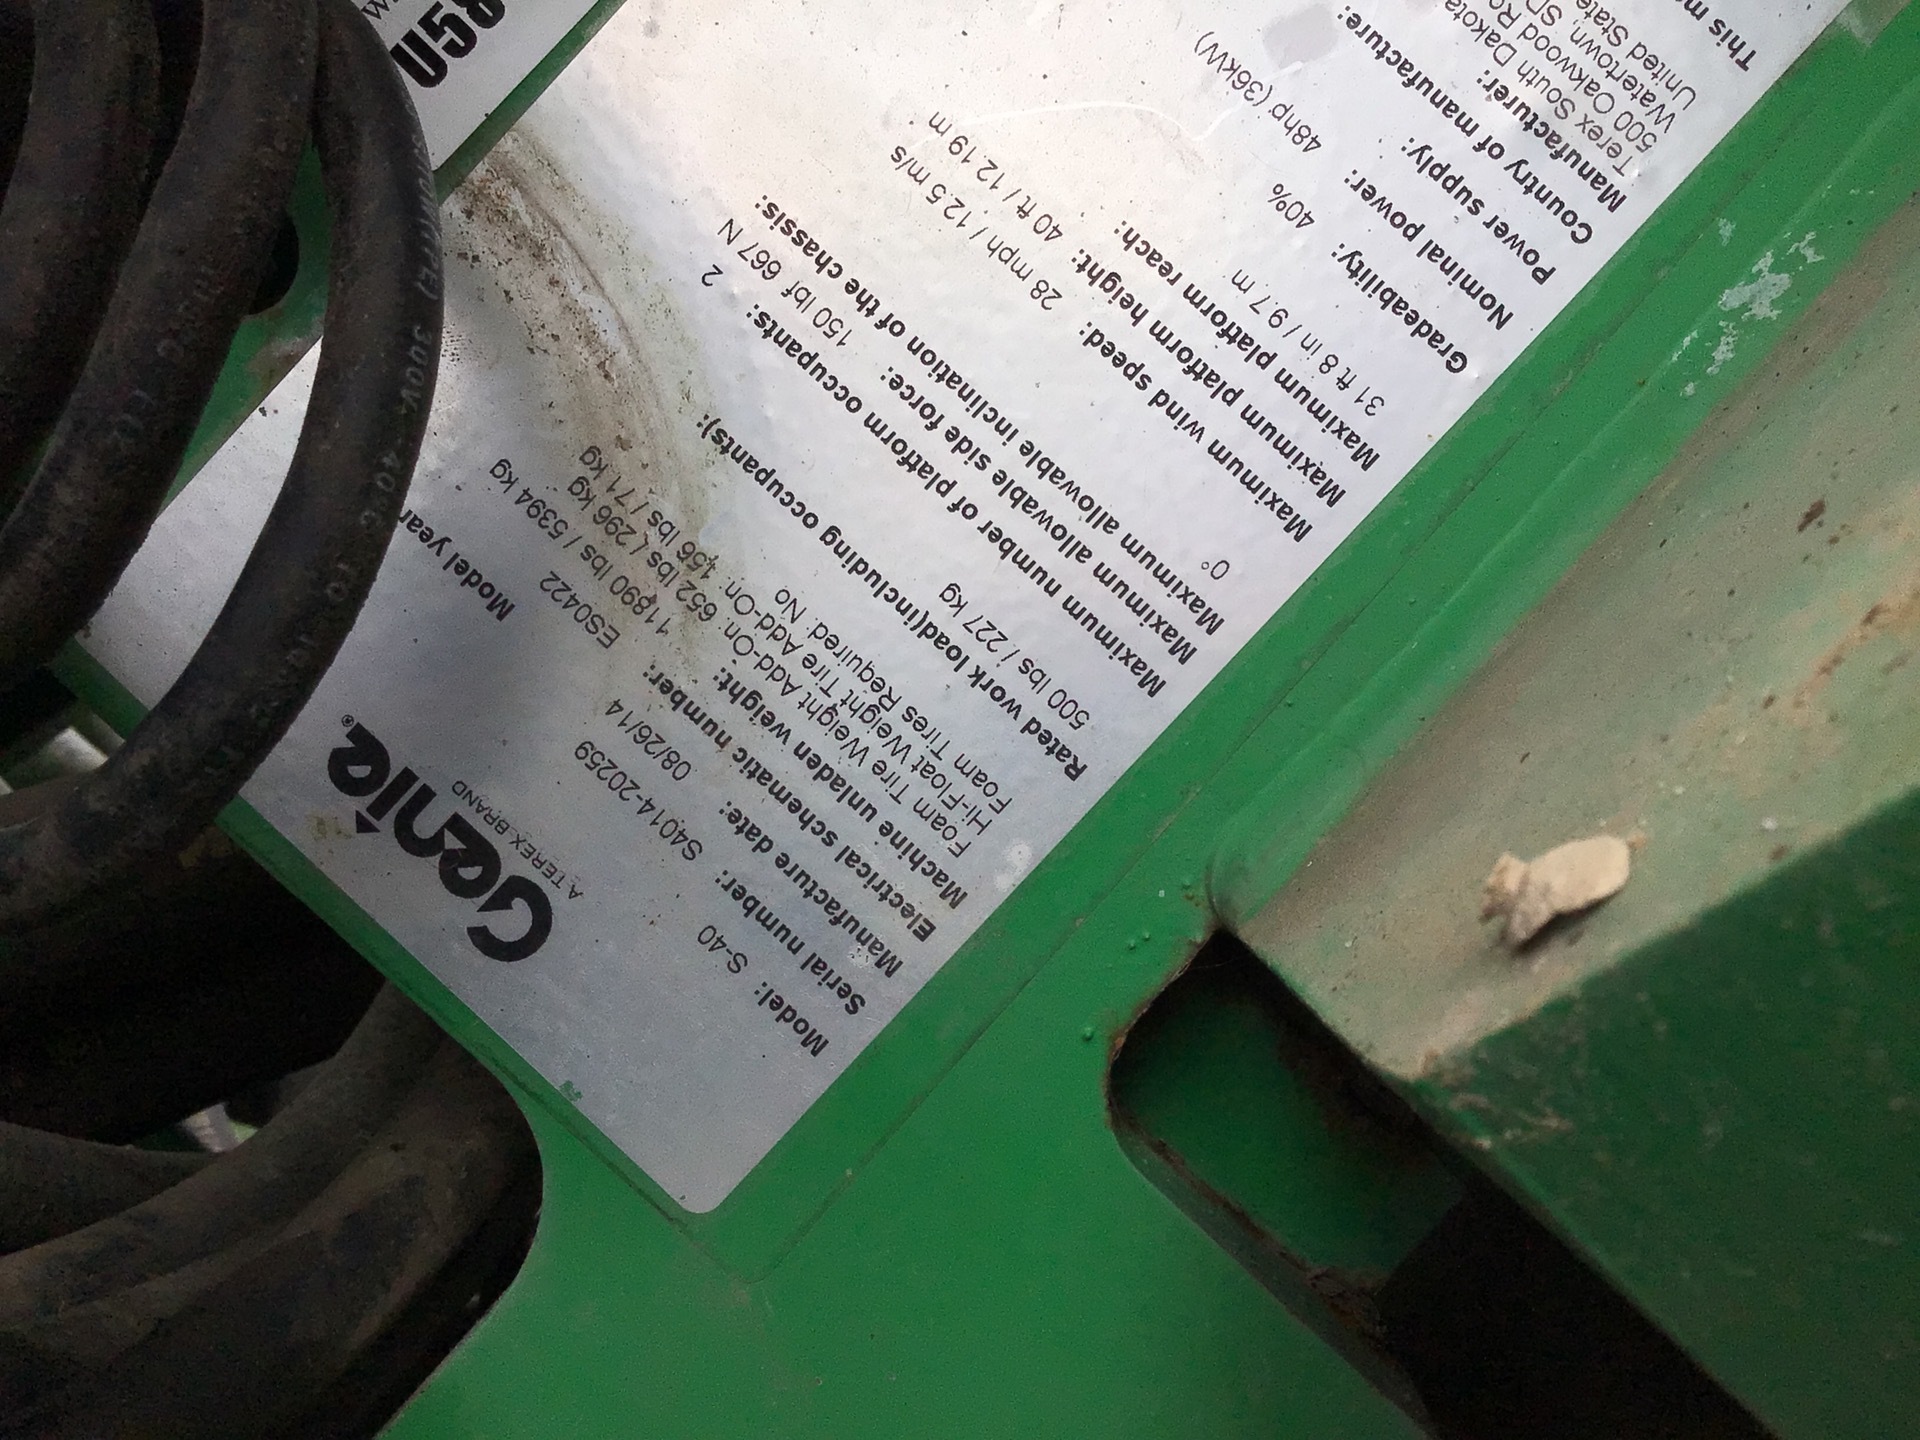 Genie®
A TEREX BRAND
Model: S-40
Serial number: S4014-20259
Model year
Manufacture date: 08/26/14
Electrical schematic number: ES0422
Machine unladen weight: 11890 lbs / 5394 kg
Foam Tire Weight Add-On: 652 lbs ( 296 kg
Hi-Float Weight Tire Add-On: 156 lbs / 71 kg
Foam Tires Required: No
Rated work load(including occupants):
500 lbs / 227 kg
Maximum number of platform occupants: 2
Maximum allowable side force: 150 lbf 667 N
Maximum allowable inclination of the chassis:
0°
Maximum wind speed: 28 mph / 12.5 m/s
Maximum platform height: 40 ft / 12.19 m
Maximum platform reach:
31 ft 8 in / 9.7 m
Gradeability: 40%
Nominal power: 48hp (36kW)
Power supply:
Country of manufacture:
Manufacturer:
Terex South Dakota
500 Oakwood Ro
Watertown, SD
United State
This m